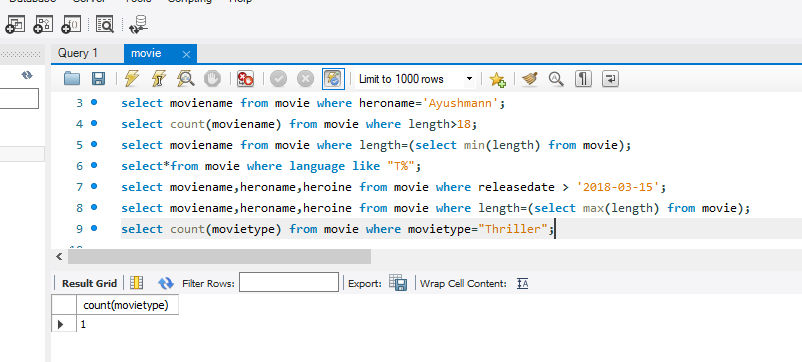 Database Server Tools Scripting Help
Query 1 movie
Limit to 1000 rows
3 select moviename from movie where heroname='Ayushmann';
4 select count(moviename) from movie where length>18;
5 select moviename from movie where length=(select min(length) from movie);
6 select*from movie where language like "T%";
7 select moviename,heroname,heroine from movie where releasedate > '2018-03-15';
8 select moviename,heroname,heroine from movie where length=(select max(length) from movie);
9 select count(movietype) from movie where movietype="Thriller";
Result Grid Filter Rows: Export: Wrap Cell Content: IA
count(movietype)
1